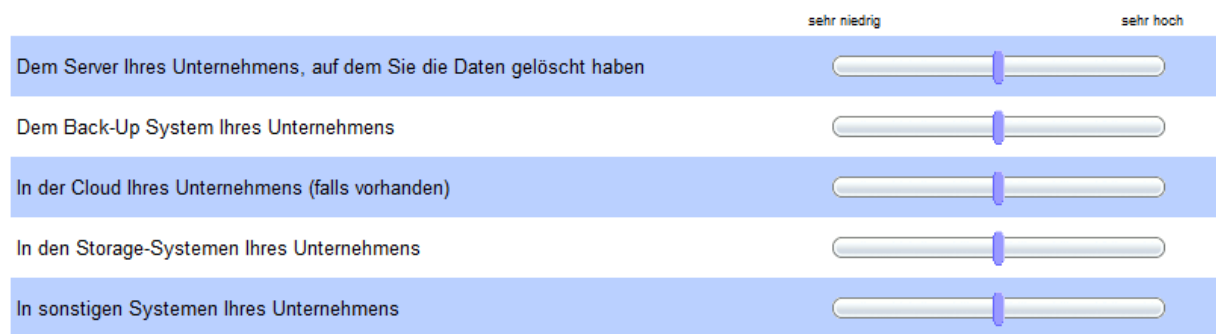 sehr niedrig sehr hoch
Dem Server Ihres Unternehmens, auf dem Sie die Daten gelöscht haben
Dem Back-Up System Ihres Unternehmens
In der Cloud Ihres Unternehmens (falls vorhanden)
In den Storage-Systemen Ihres Unternehmens
In sonstigen Systemen Ihres Unternehmens